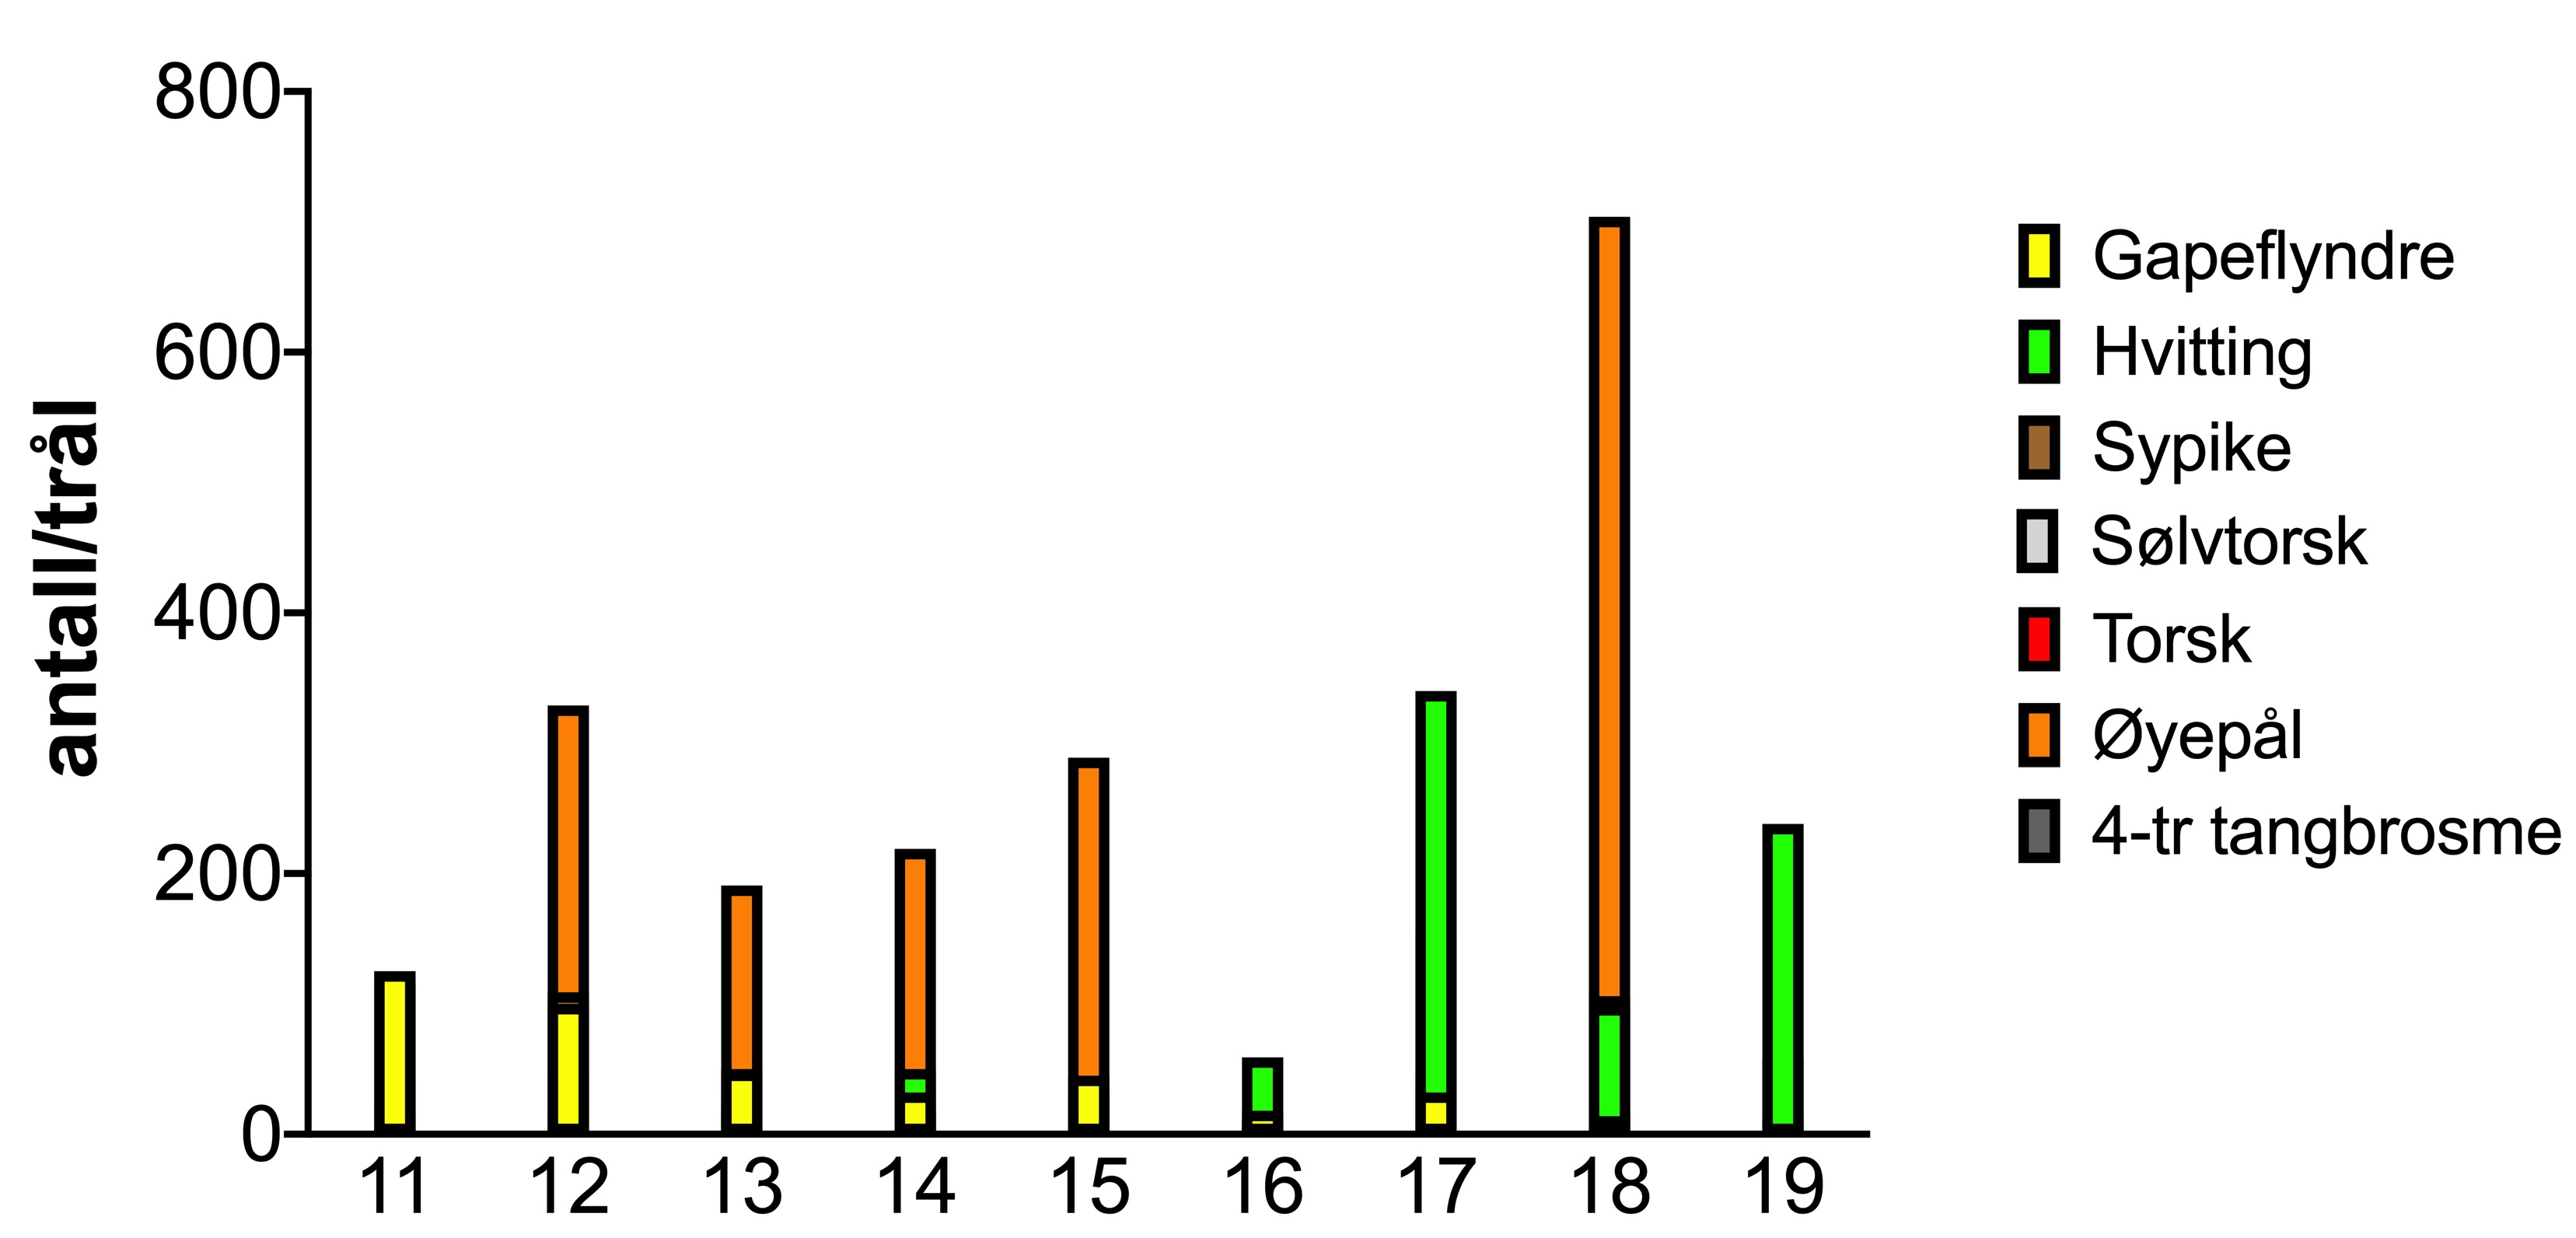 800
600
400
200
0
antall/trål
11 12 13 14 15 16 17 18 19
Gapeflyndre
Hvitting
Sypike
Sølvtorsk
Torsk
Øyepål
4-tr tangbrosme